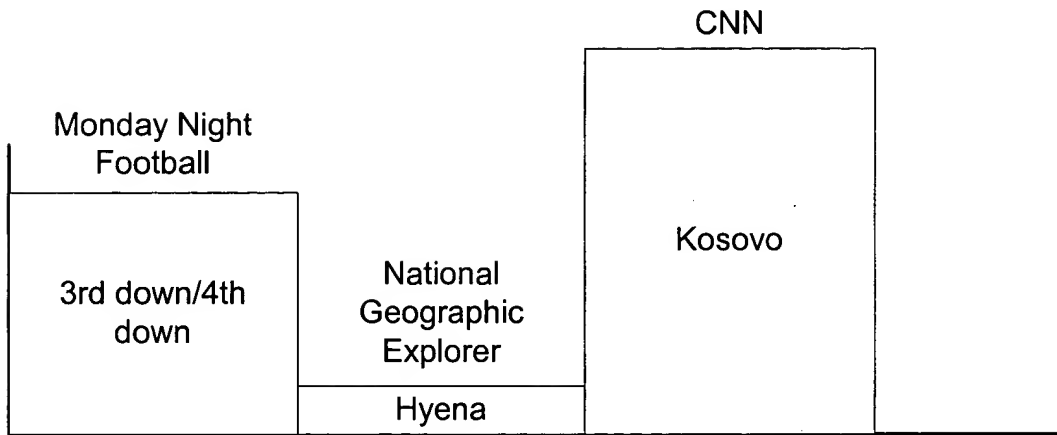 CNN
Monday Night
Football
Kosovo
3rd down/4th
down
National
Geographic
Explorer
Hyena